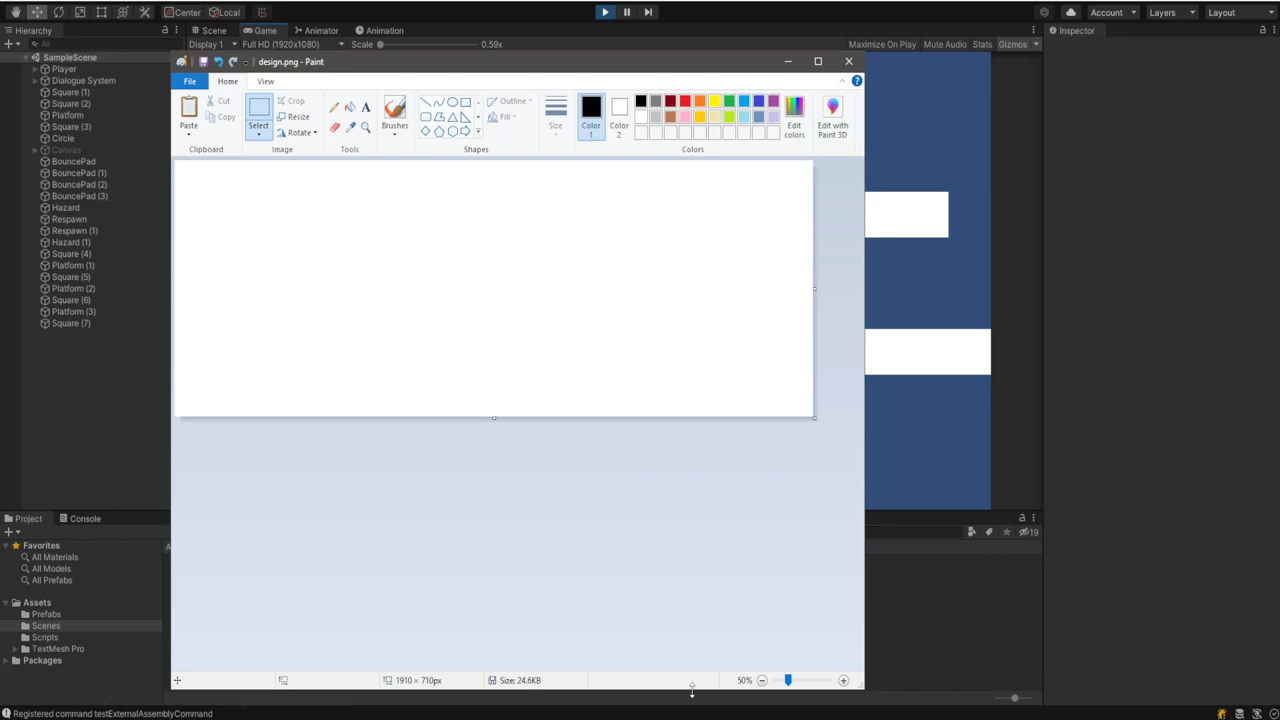 Center Local
Account Layers Layout
Hierarchy
Scene Game Animator Animation
Inspector
All
Display 1 Full HD (1920x1080) Scale 0.59x Maximize On Play Mute Audio Stats Gizmos
SampleScene
Player
Dialogue System
Square (1)
Square (2)
Platform
Square (3)
Circle
Canvas
BouncePad
BouncePad (1)
BouncePad (2)
BouncePad (3)
Hazard
Respawn
Respawn (1)
Hazard (1)
Square (4)
Platform (1)
Square (5)
Platform (2)
Square (6)
Platform (3)
Square (7)
design.png - Paint
File Home View
Paste
Cut
Copy
Clipboard
Select
Crop
Resize
Rotate
Image
A
Tools
Brushes
Outline
Fill
Shapes
Size
Color
1
Color
2
Edit
colors
Colors
Edit with
Paint 3D
1910 × 710px Size: 24.6KB 50%
Project Console
19
Favorites
All Materials
All Models
All Prefabs
Assets
Prefabs
Scenes
Scripts
TextMesh Pro
Packages
Registered command testExternalAssemblyCommand